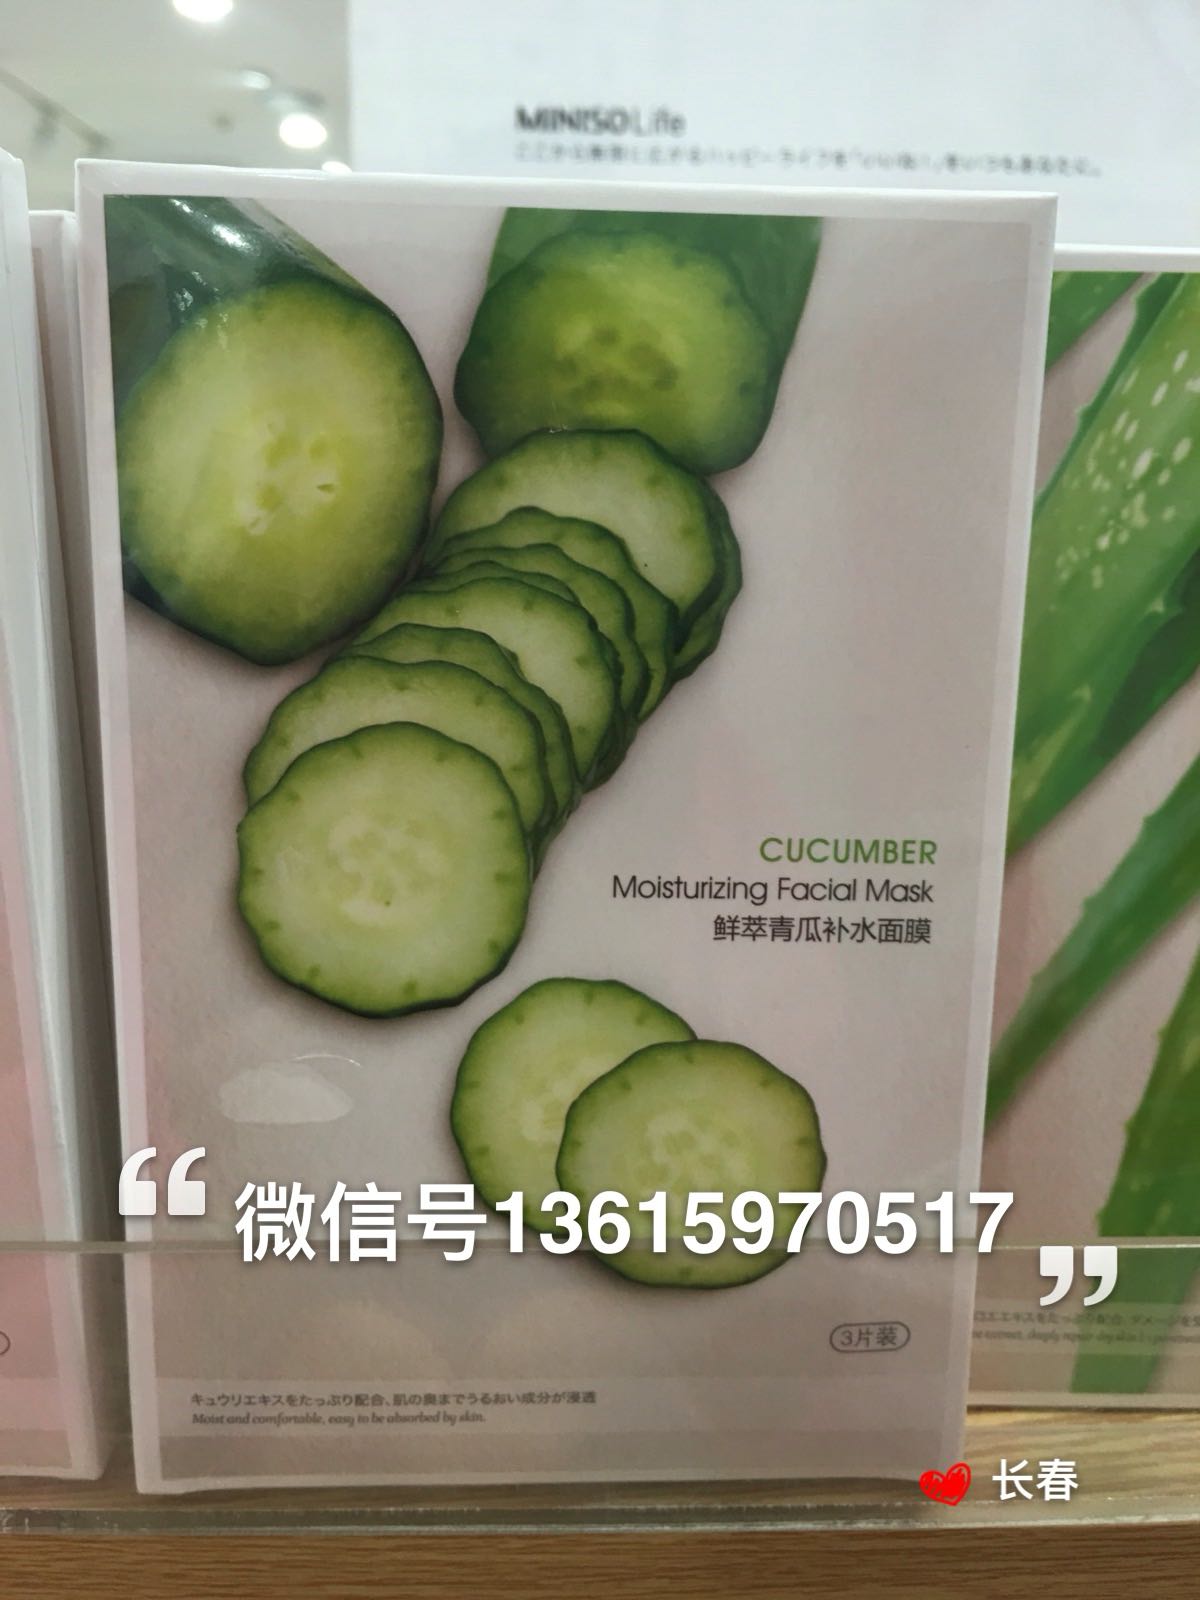 MINISO Life
CUCUMBER
Moisturizing Facial Mask
鲜萃青瓜补水面膜
“微信号13615970517”
3片装
キュウリエキスをたっぷり配合、肌の奥までうるおい成分が浸透
Moist and comfortable, easy to be absorbed by skin.
长春